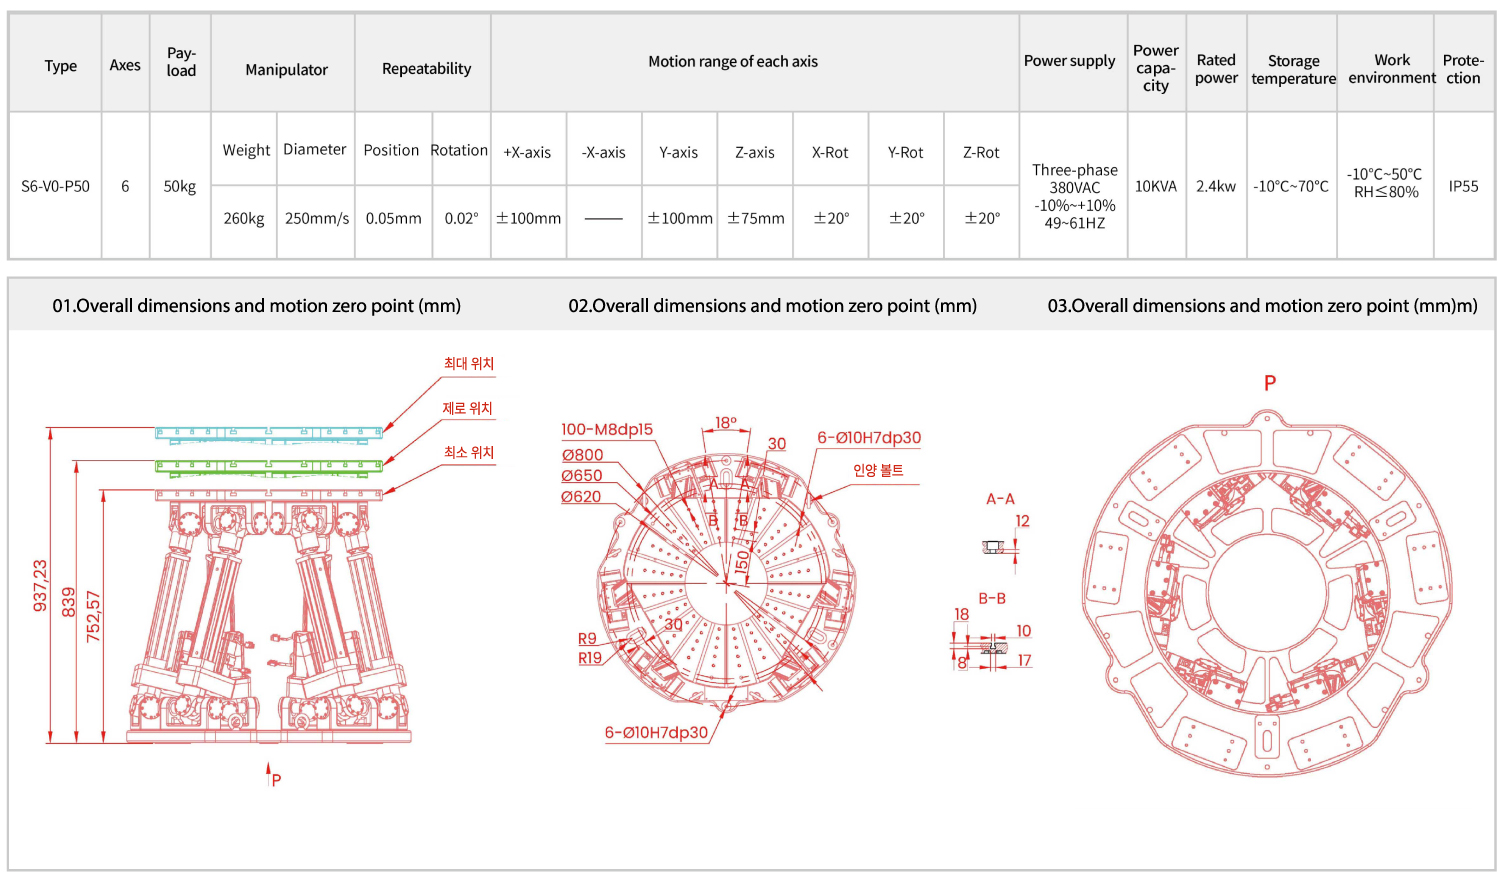 Type
Axes
Pay-
load
Manipulator
Repeatability
Motion range of each axis
Power supply
Power
capa-
city
Rated
power
Storage
temperature
Work
environment
Prote-
ction
Weight
Diameter
Position
Rotation
+X-axis
-X-axis
Y-axis
Z-axis
X-Rot
Y-Rot
Z-Rot
S6-V0-P50
6
50kg
260kg
250mm/s
0.05mm
0.02°
±100mm
——
±100mm
±75mm
±20°
±20°
±20°
Three-phase
380VAC
-10%~+10%
49~61HZ
10KVA
2.4kw
-10℃~70℃
-10℃~50℃
RH≤80%
IP55
01.Overall dimensions and motion zero point (mm)
02.Overall dimensions and motion zero point (mm)
03.Overall dimensions and motion zero point (mm)m)
최대 위치
제로 위치
최소 위치
937,23
839
752,57
P
100-M8dp15
Ø800
Ø650
Ø620
18°
30
6-Ø10H7dp30
인양 볼트
A
A
B
B
150
30
R9
R19
6-Ø10H7dp30
A-A
12
B-B
18
10
8
17
P